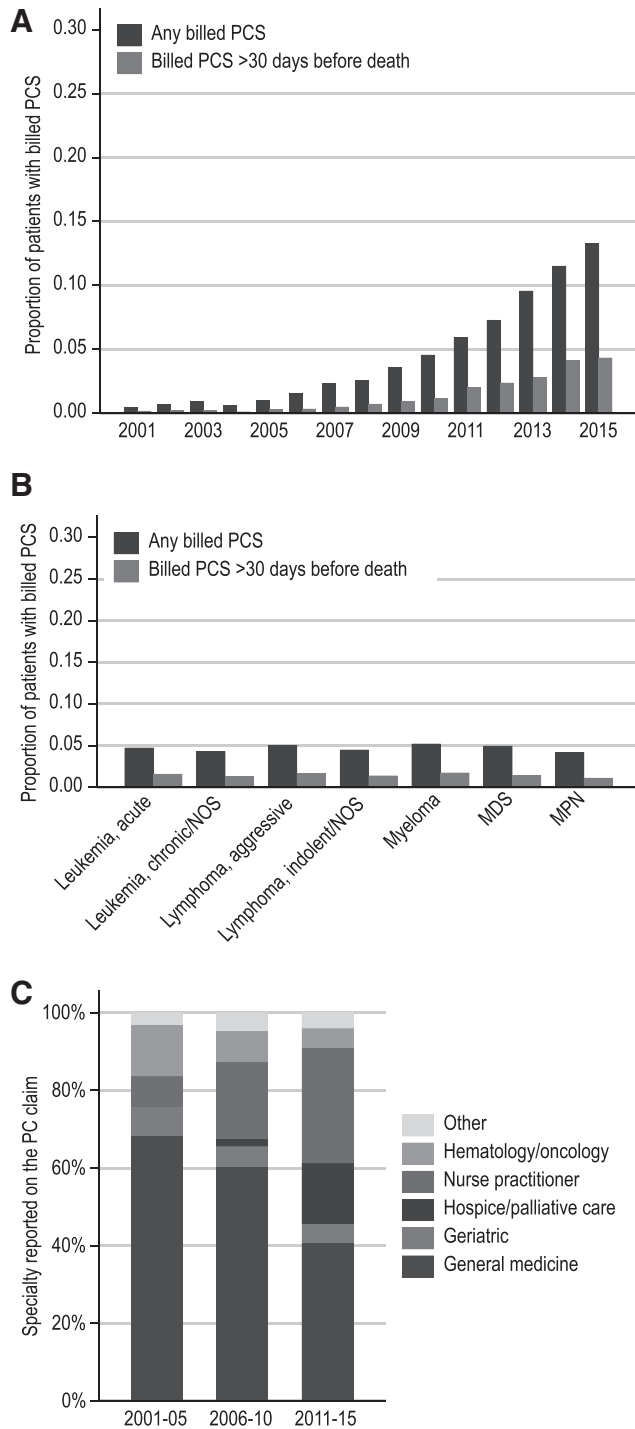 A
Proportion of patients with billed PCS
0.30
0.25
0.20
0.15
0.10
0.05
0.00
Any billed PCS
Billed PCS >30 days before death
2001 2003 2005 2007 2009 2011 2013 2015
B
Proportion of patients with billed PCS
0.30
0.25
0.20
0.15
0.10
0.05
0.00
Any billed PCS
Billed PCS >30 days before death
Leukemia, acute
Leukemia, chronic/NOS
Lymphoma, aggressive
Lymphoma, indolent/NOS
Myeloma
MDS
MPN
C
Specialty reported on the PC claim
100%
80%
60%
40%
20%
0%
2001-05 2006-10 2011-15
Other
Hematology/oncology
Nurse practitioner
Hospice/palliative care
Geriatric
General medicine